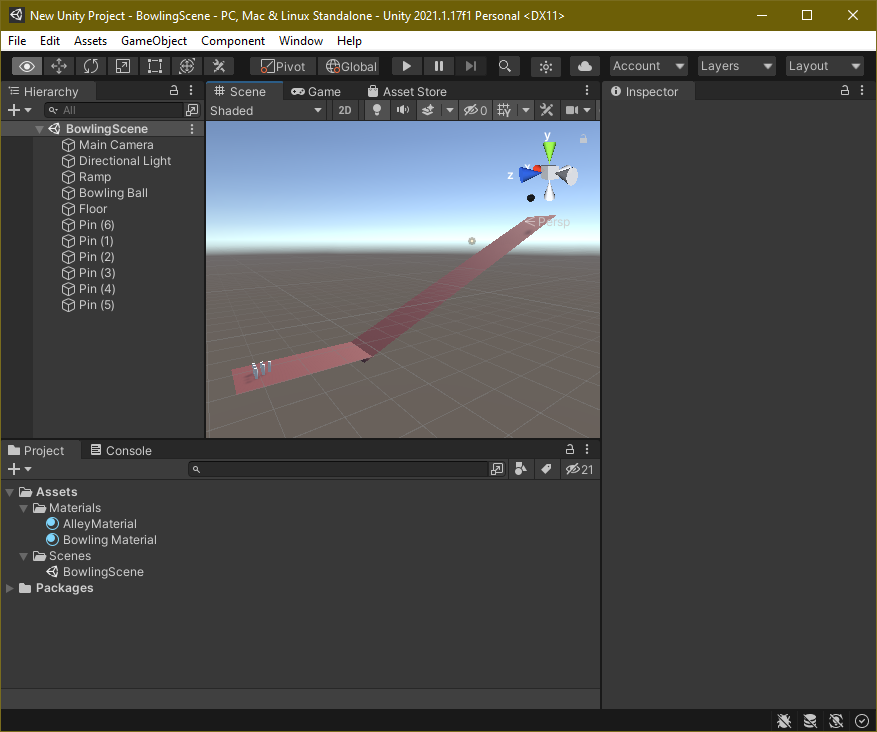 New Unity Project - BowlingScene - PC, Mac & Linux Standalone - Unity 2021.1.17f1 Personal <DX11>
File Edit Assets GameObject Component Window Help
Pivot Global Account Layers Layout
Hierarchy
All
BowlingScene
Main Camera
Directional Light
Ramp
Bowling Ball
Floor
Pin (6)
Pin (1)
Pin (2)
Pin (3)
Pin (4)
Pin (5)
Scene Game Asset Store
Shaded 2D 0
y
x
z
Persp
Inspector
Project Console
21
Assets
Materials
AlleyMaterial
Bowling Material
Scenes
BowlingScene
Packages